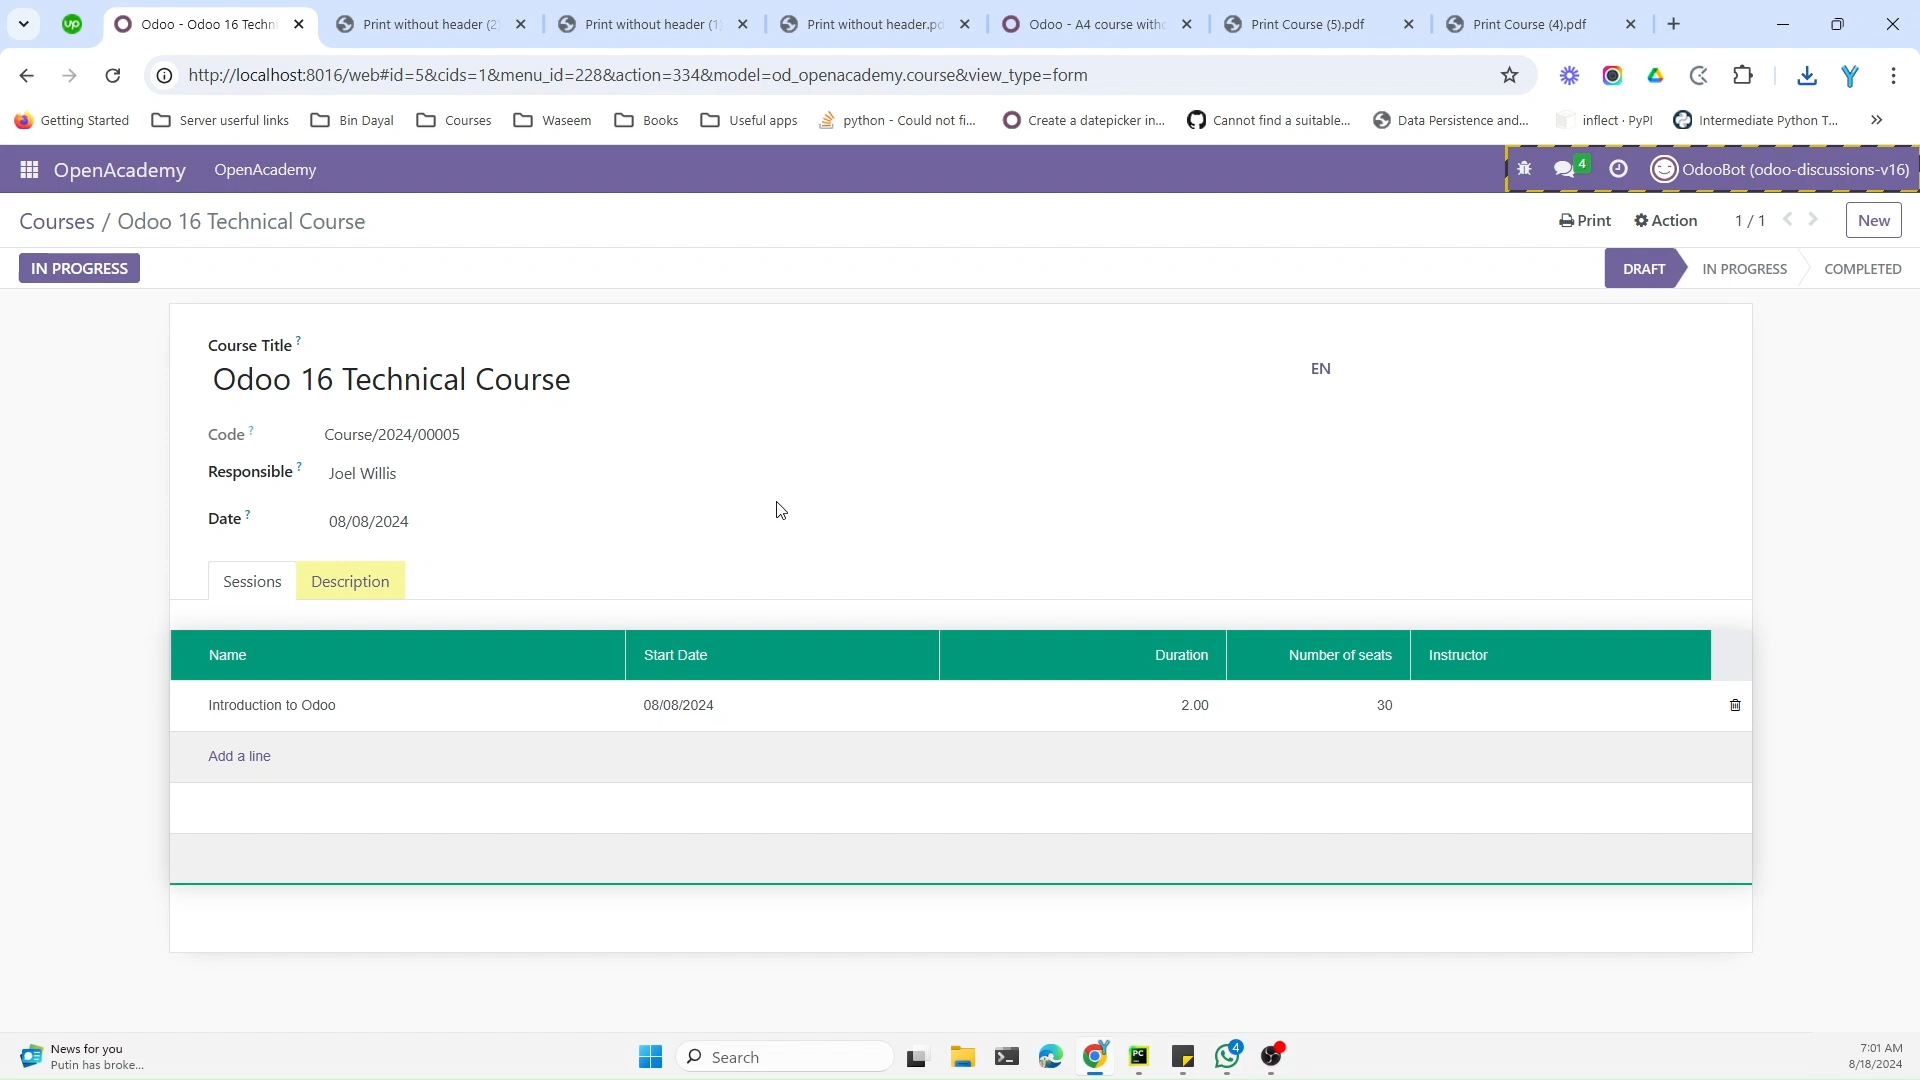 Odoo - Odoo 16 Techn
Print without header (2
Print without header (1
Print without header.pd
Odoo - A4 course witho
Print Course (5).pdf
Print Course (4).pdf
http://localhost:8016/web#id=5&cids=1&menu_id=228&action=334&model=od_openacademy.course&view_type=form
Getting Started
Server userful links
Bin Dayal
Courses
Waseem
Books
Useful apps
python - Could not fi...
Create a datepicker in...
Cannot find a suitable...
Data Persistence and...
inflect · PyPI
Intermediate Python T...
»
OpenAcademy
OpenAcademy
4
OdooBot (odoo-discussions-v16)
Courses / Odoo 16 Technical Course
Print
Action
1 / 1
New
IN PROGRESS
DRAFT
IN PROGRESS
COMPLETED
Course Title ?
Odoo 16 Technical Course
EN
Code ?
Course/2024/00005
Responsible ?
Joel Willis
Date ?
08/08/2024
Sessions
Description
Name
Start Date
Duration
Number of seats
Instructor
Introduction to Odoo
08/08/2024
2.00
30
Add a line
News for you
Putin has broke...
Search
PC
4
7:01 AM
8/18/2024